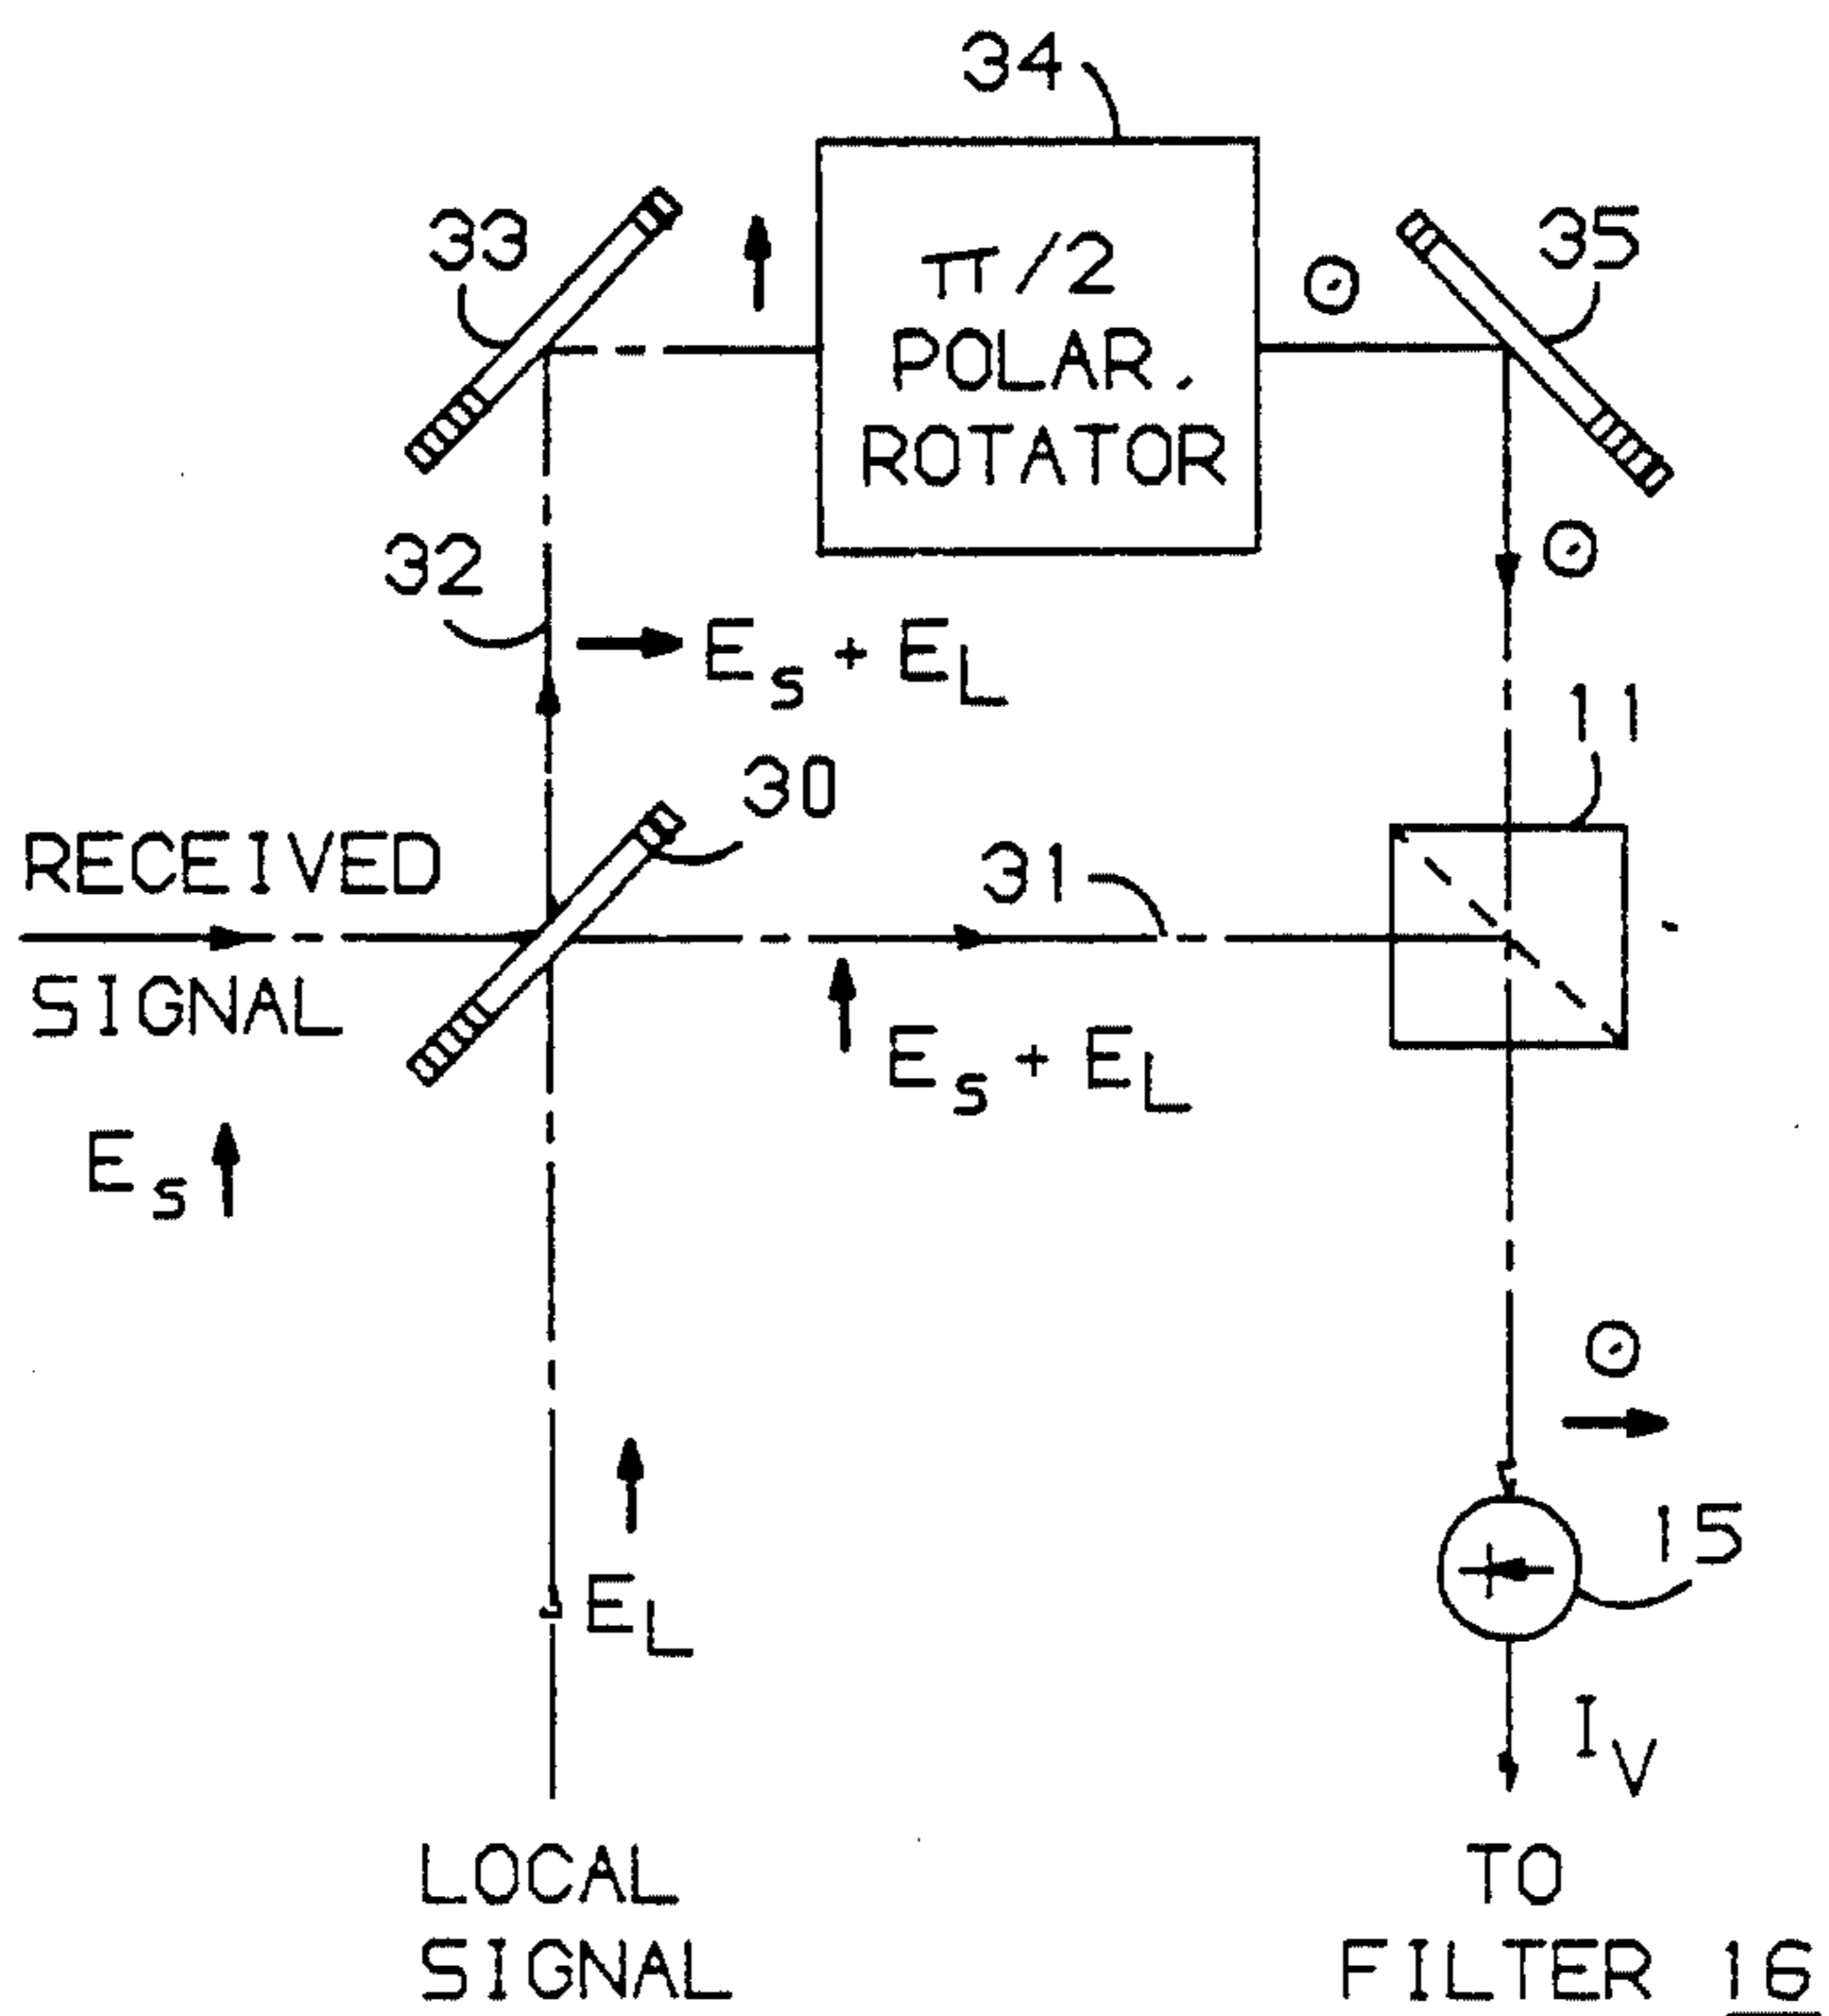 34
33
π/2
POLAR.
ROTATOR
35
32
Es + EL
11
30
RECEIVED
SIGNAL
31
Es + EL
Es
EL
15
IV
LOCAL
SIGNAL
TO
FILTER 16